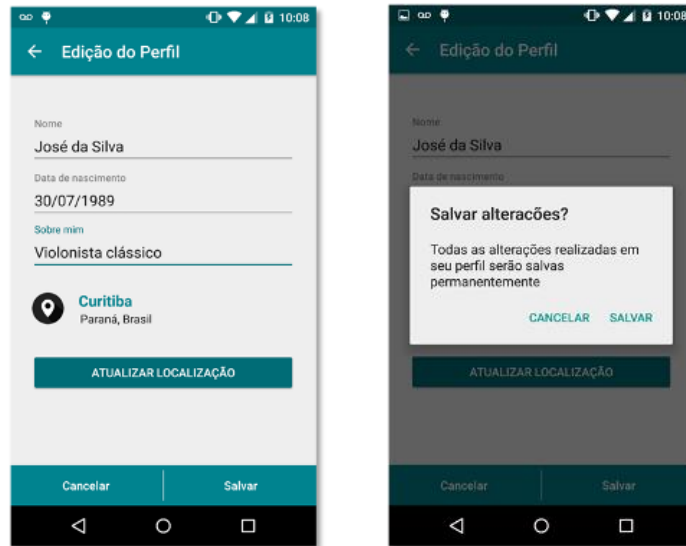 10:08
Edição do Perfil
Nome
José da Silva
Data de nascimento
30/07/1989
Sobre mim
Violonista clássico
Curitiba
Paraná, Brasil
ATUALIZAR LOCALIZAÇÃO
Cancelar Salvar
10:08
Edição do Perfil
Nome
José da Silva
Data de nascimento
Salvar alteracões?
Todas as alterações realizadas em
seu perfil serão salvas
permanentemente
CANCELAR SALVAR
ATUALIZAR LOCALIZAÇÃO
Cancelar Salvar